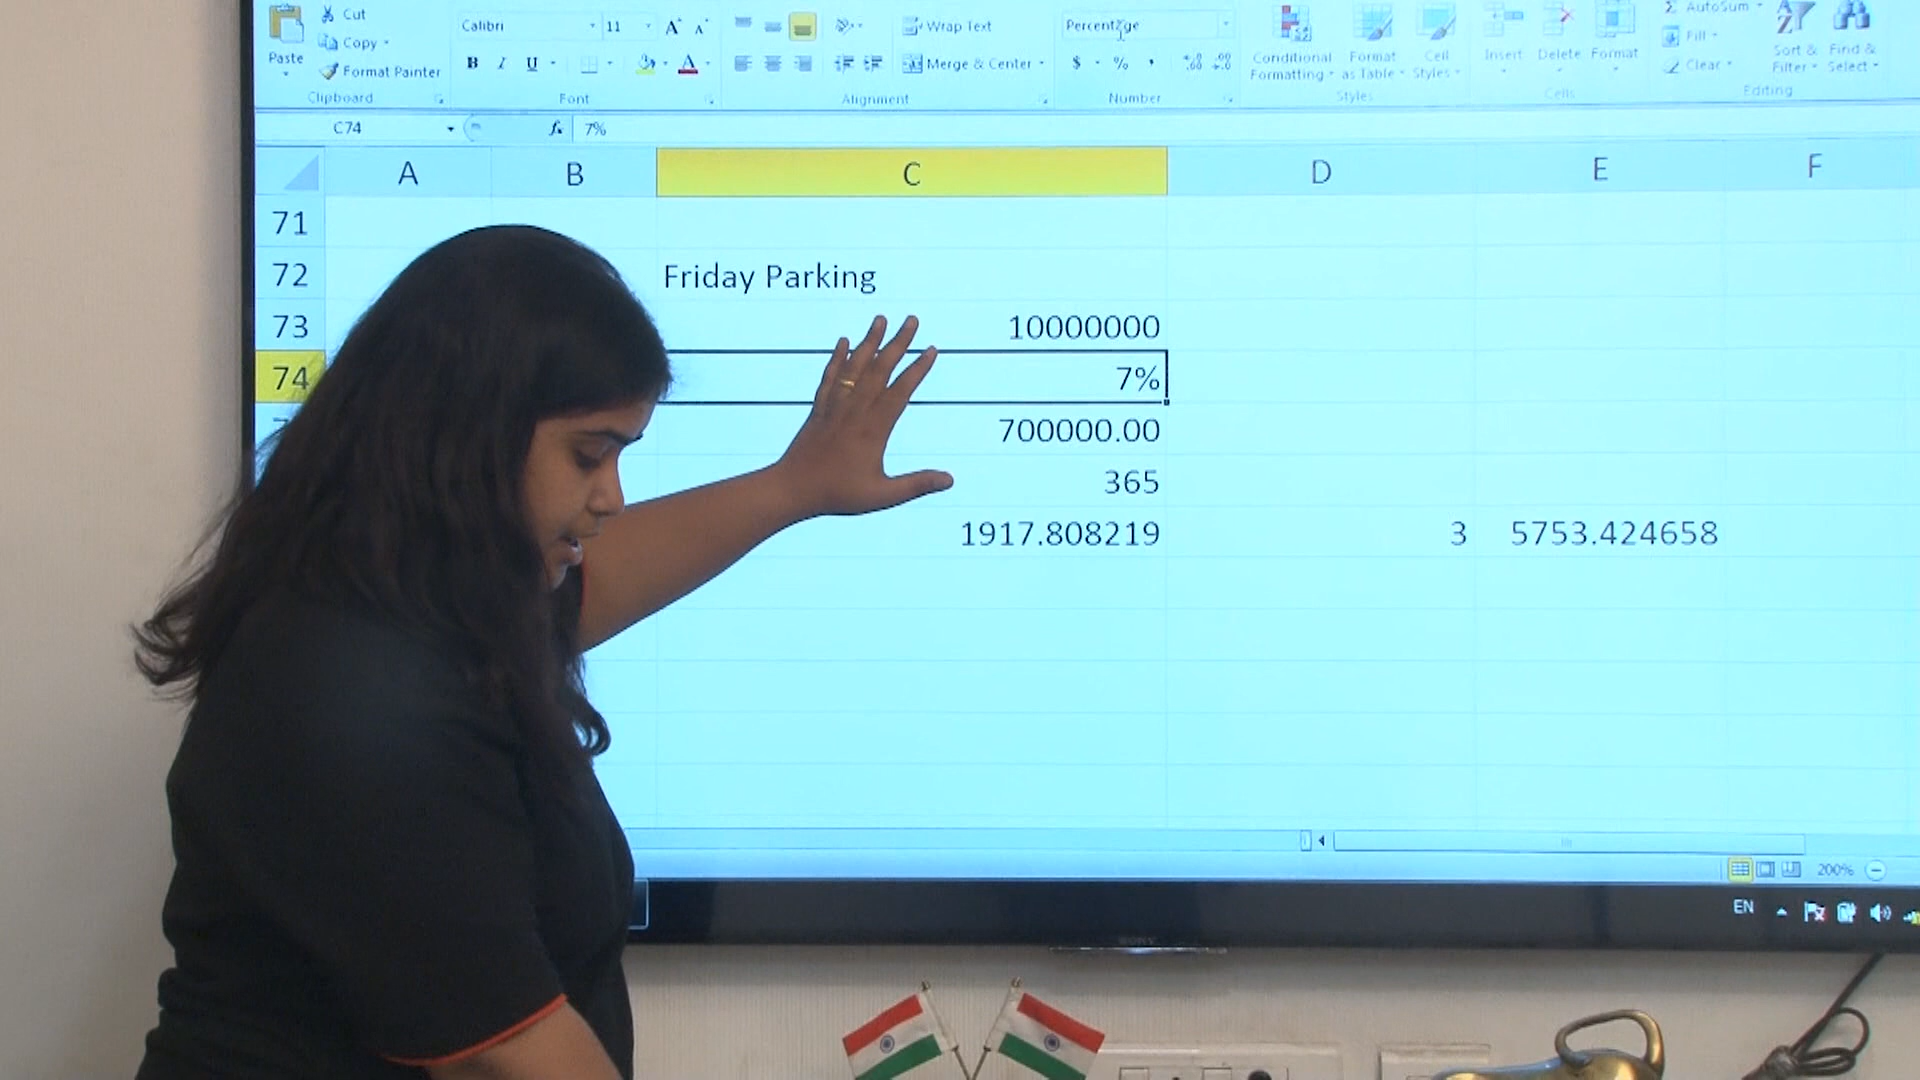 Cut
Copy
Format Painter
Paste
Clipboard
Calibri 11
B I U
Font
Wrap Text
Merge & Center
Alignment
Percentage
$ % ,
Number
Conditional Formatting
Format as Table
Cell Styles
Styles
Insert
Delete
Format
Cells
Σ AutoSum
Fill
Clear
Sort & Filter
Find & Select
Editing
C74 fx 7%
A B C D E F
71
72 Friday Parking
73 10000000
74 7%
700000.00
365
1917.808219 3 5753.424658
200%
EN
SONY